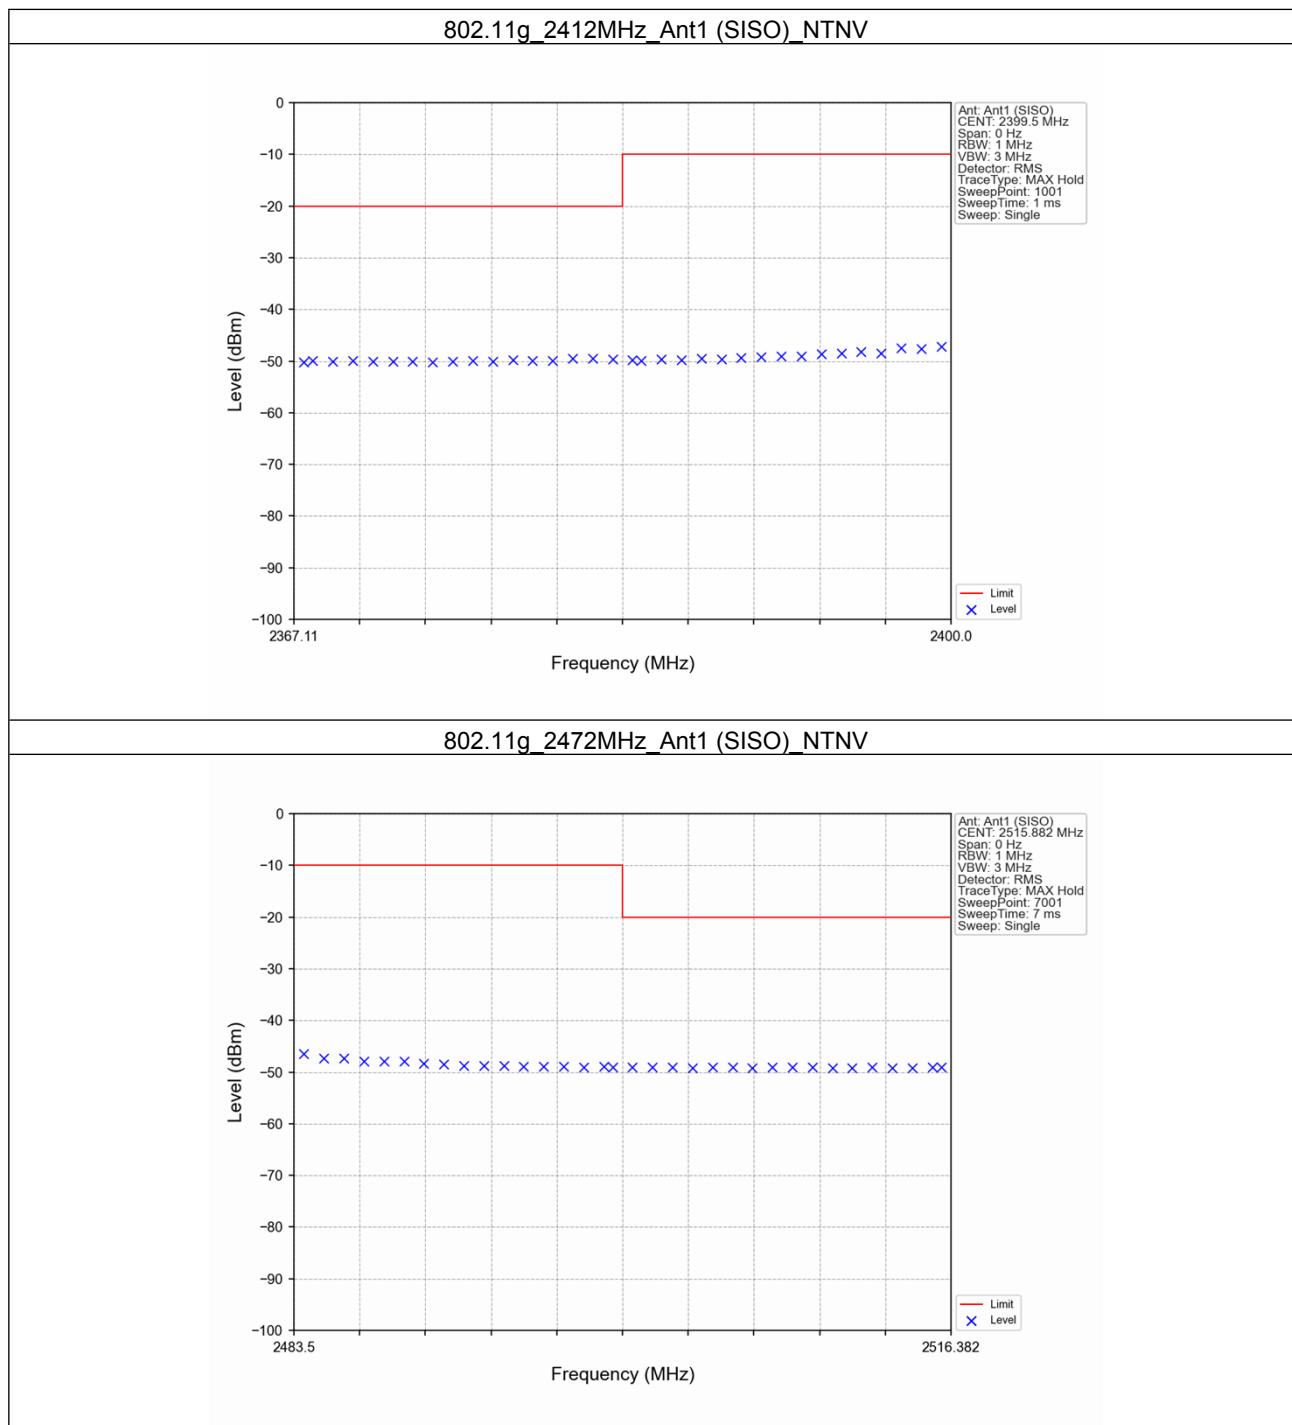 802.11g_2412MHz_Ant1 (SISO)_NTNV
0
−10
−20
−30
−40
−50
−60
−70
−80
−90
−100
Level (dBm)
2367.11
2400.0
Frequency (MHz)
Ant: Ant1 (SISO)
CENT: 2399.5 MHz
Span: 0 Hz
RBW: 1 MHz
VBW: 3 MHz
Detector: RMS
TraceType: MAX Hold
SweepPoint: 1001
SweepTime: 1 ms
Sweep: Single
Limit
Level
802.11g_2472MHz_Ant1 (SISO)_NTNV
0
−10
−20
−30
−40
−50
−60
−70
−80
−90
−100
Level (dBm)
2483.5
2516.382
Frequency (MHz)
Ant: Ant1 (SISO)
CENT: 2515.882 MHz
Span: 0 Hz
RBW: 1 MHz
VBW: 3 MHz
Detector: RMS
TraceType: MAX Hold
SweepPoint: 7001
SweepTime: 7 ms
Sweep: Single
Limit
Level